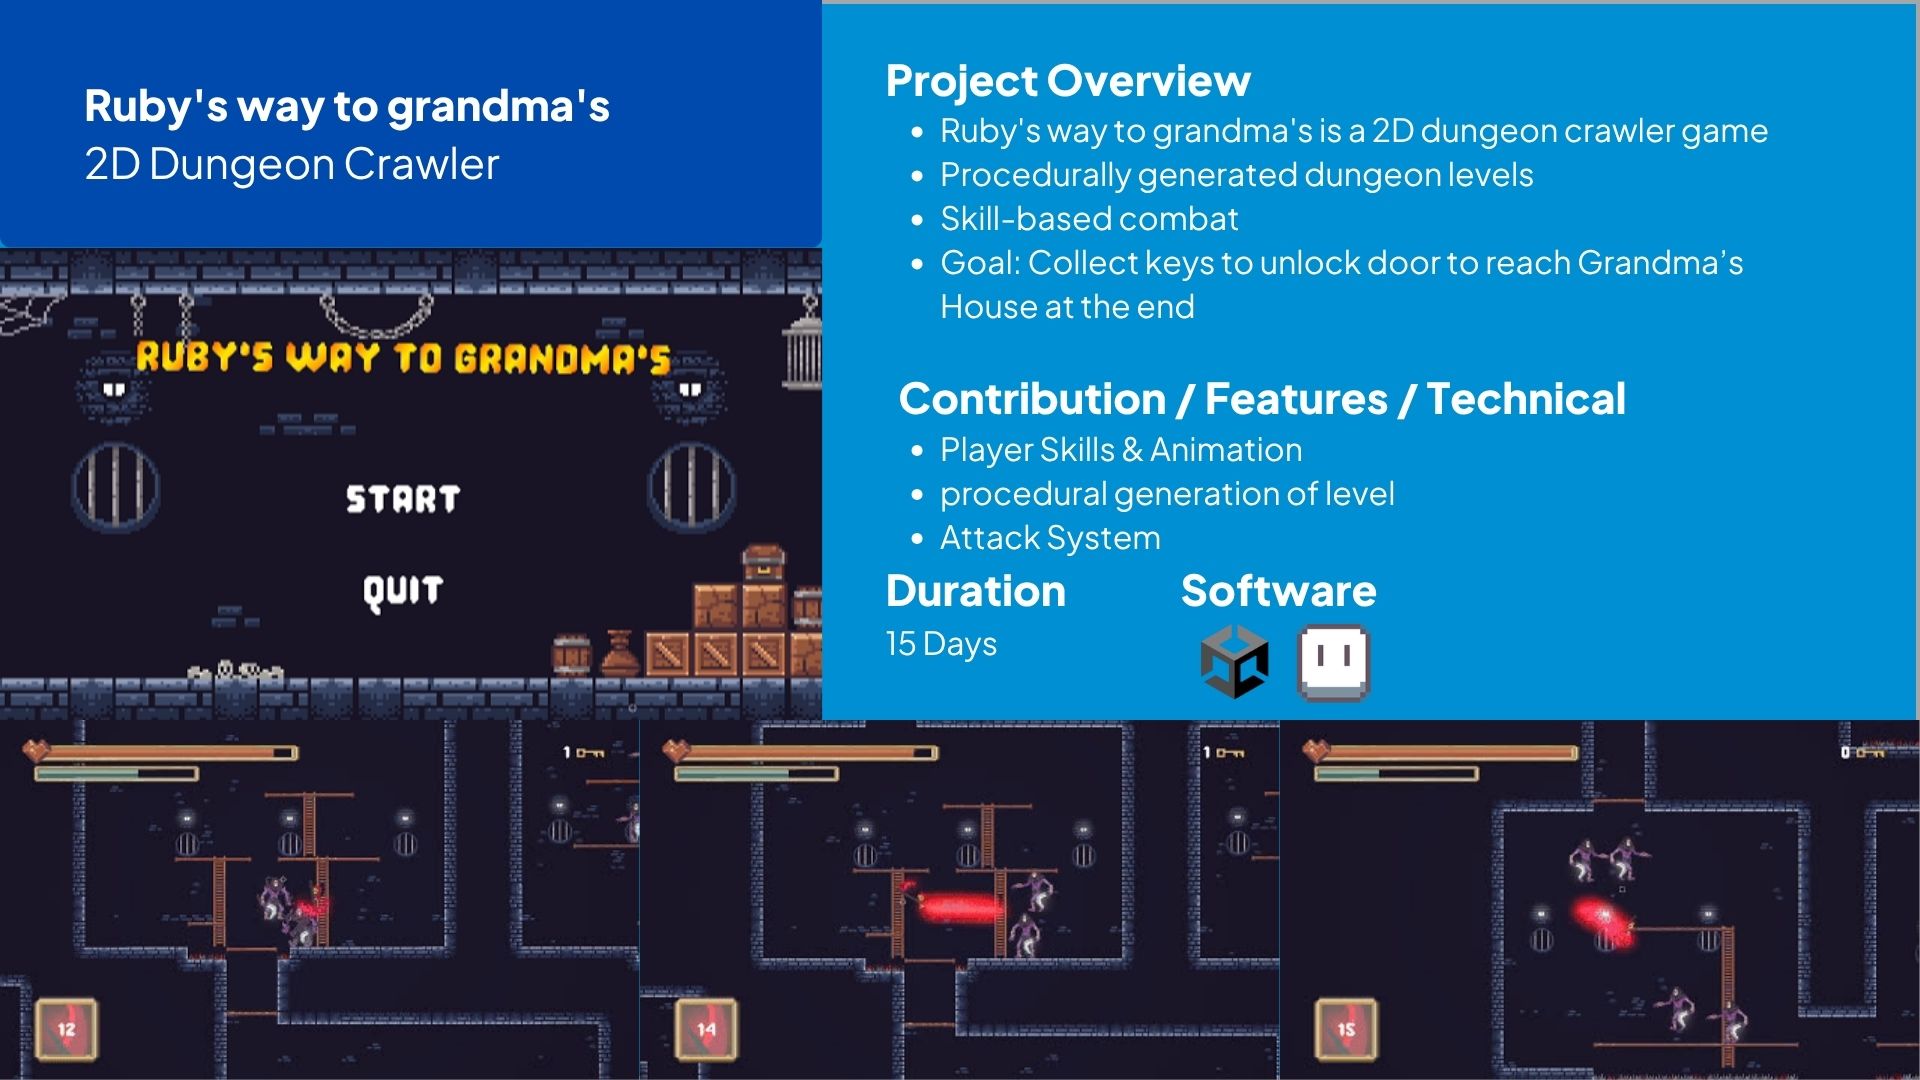 Ruby's way to grandma's
2D Dungeon Crawler
RUBY'S WAY TO GRANDMA'S
START
QUIT
Project Overview
Ruby's way to grandma's is a 2D dungeon crawler game
Procedurally generated dungeon levels
Skill-based combat
Goal: Collect keys to unlock door to reach Grandma’s
House at the end
Contribution / Features / Technical
Player Skills & Animation
procedural generation of level
Attack System
Duration
15 Days
Software
1
12
1
14
0
15